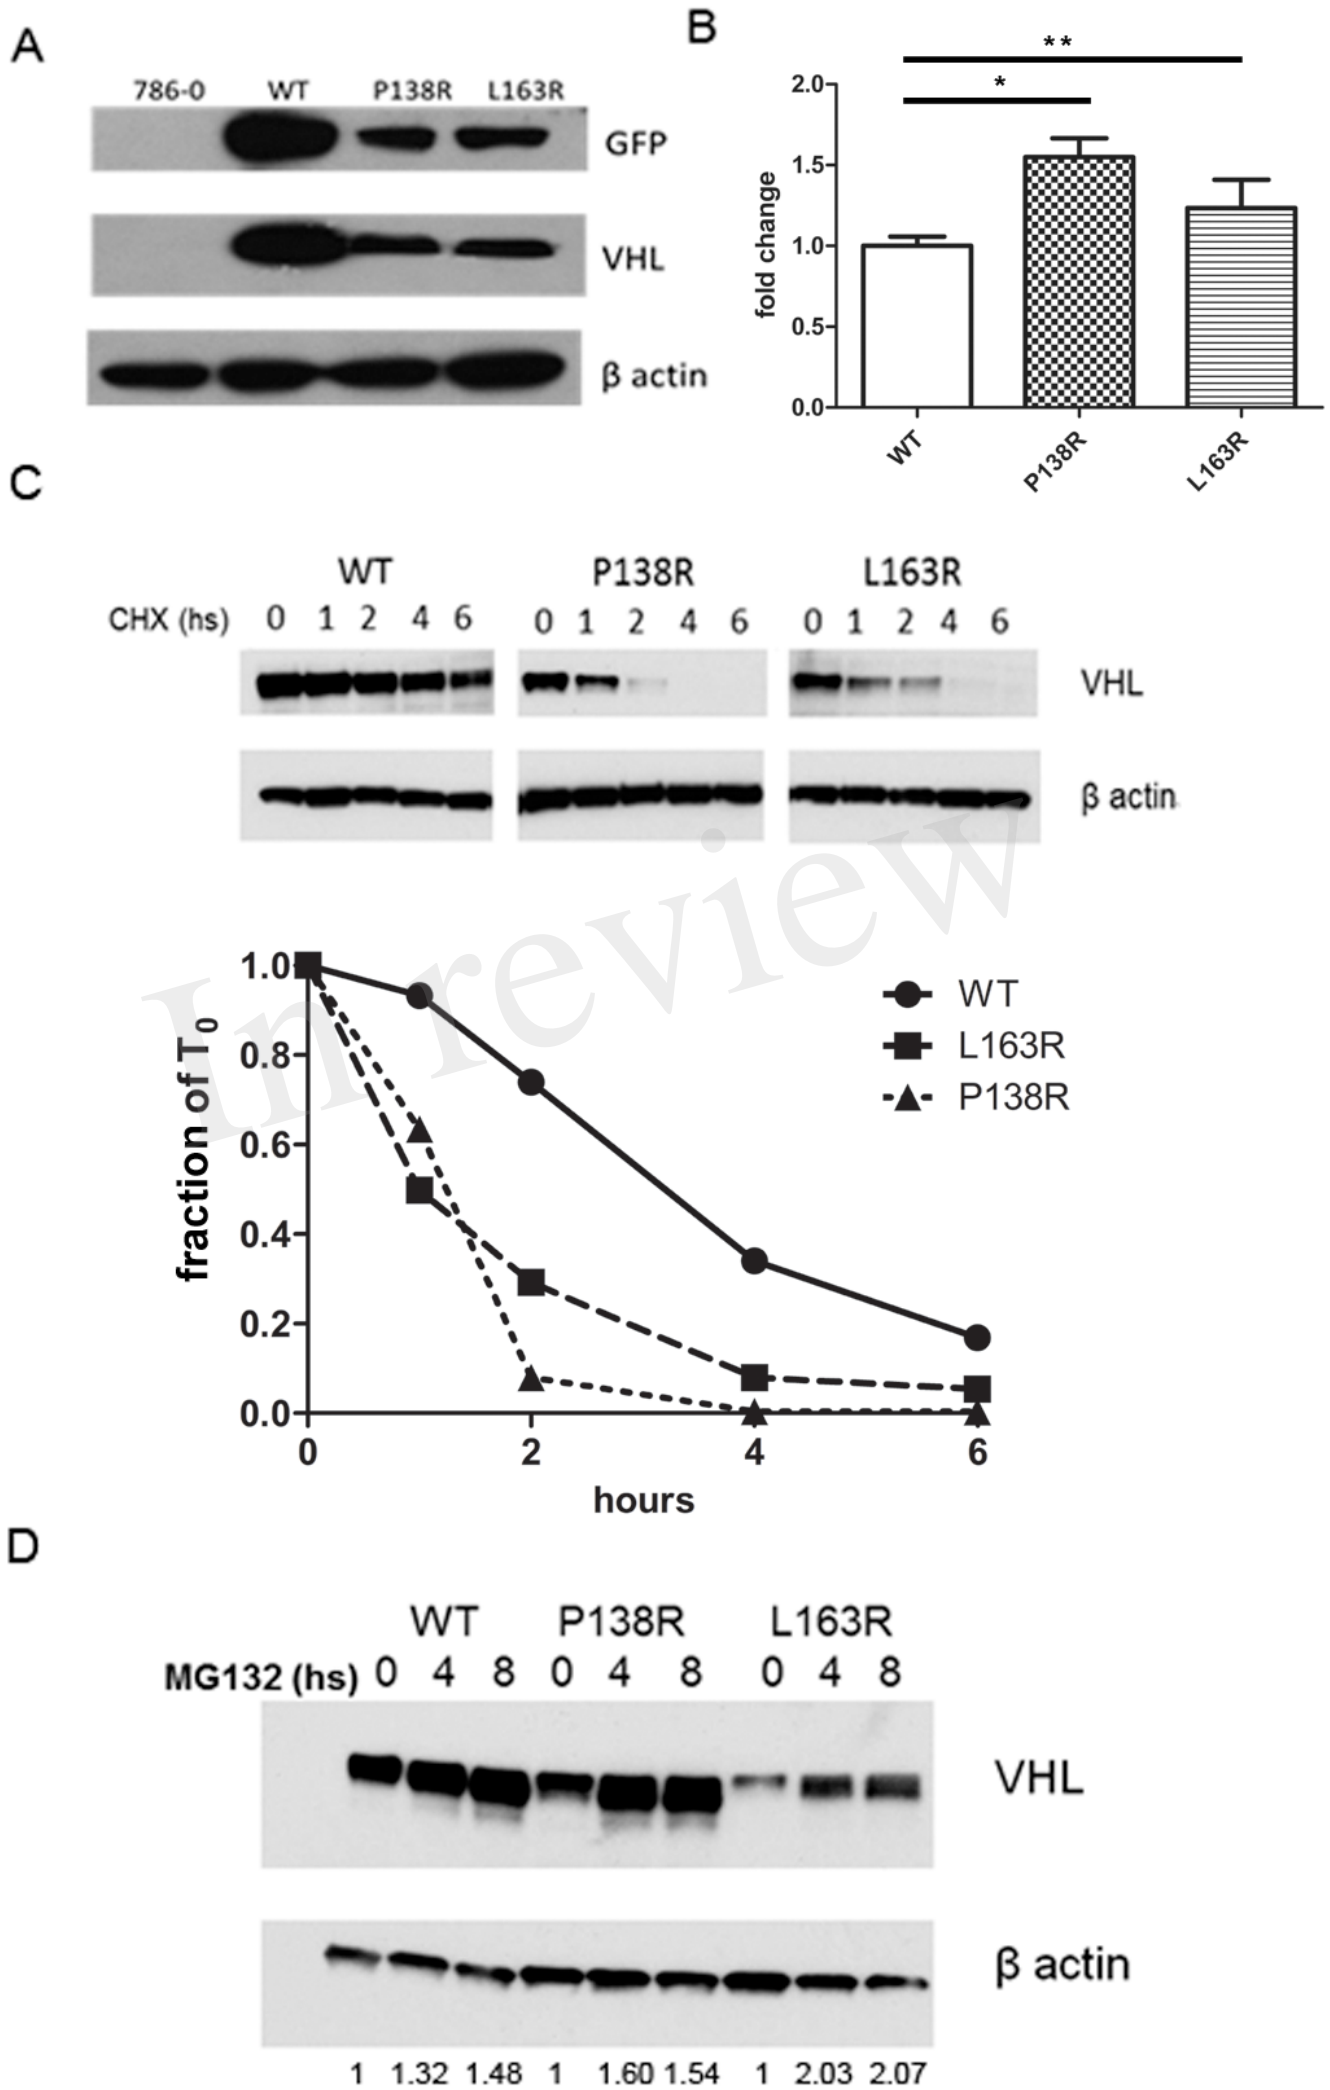 A
786-0 WT P138R L163R
GFP
VHL
β actin
B
**
*
2.0
1.5
1.0
0.5
0.0
fold change
WT P138R L163R
C
WT P138R L163R
CHX (hs) 0 1 2 4 6 0 1 2 4 6 0 1 2 4 6
VHL
β actin
In review
1.0
0.8
0.6
0.4
0.2
0.0
fraction of T0
WT
L163R
P138R
0 2 4 6
hours
D
WT P138R L163R
MG132 (hs) 0 4 8 0 4 8 0 4 8
VHL
β actin
1 1.32 1.48 1 1.60 1.54 1 2.03 2.07